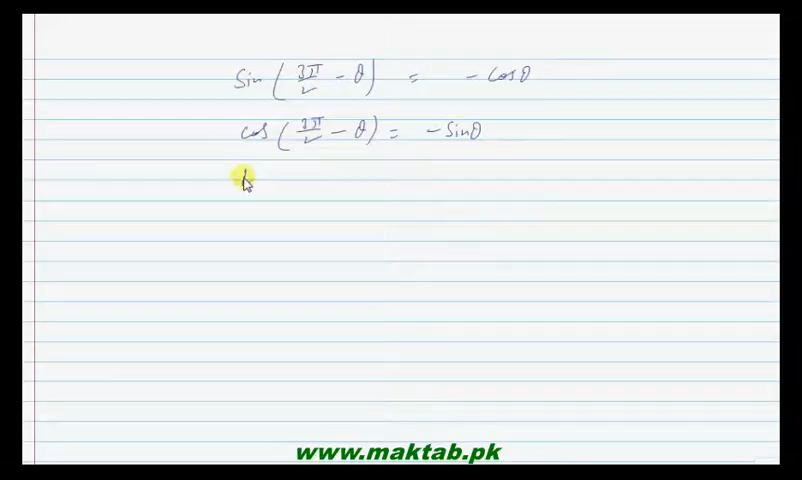 Sin (3π/2 - θ) = - Cosθ
cos (3π/2 - θ) = - Sinθ
www.maktab.pk